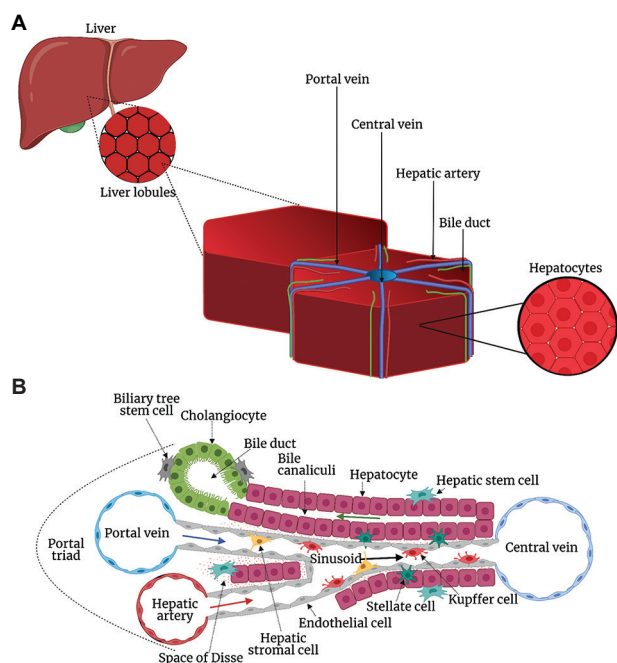 A
Liver
Portal vein
Central vein
Hepatic artery
Bile duct
Liver lobules
Hepatocytes
B
Biliary tree
stem cell
Cholangiocyte
Bile duct
Bile
canaliculi
Hepatocyte
Hepatic stem cell
Portal vein
Central vein
Portal
triad
Sinusoid
Hepatic
artery
Stellate cell
Kupffer cell
Endothelial cell
Hepatic
stromal cell
Space of Disse